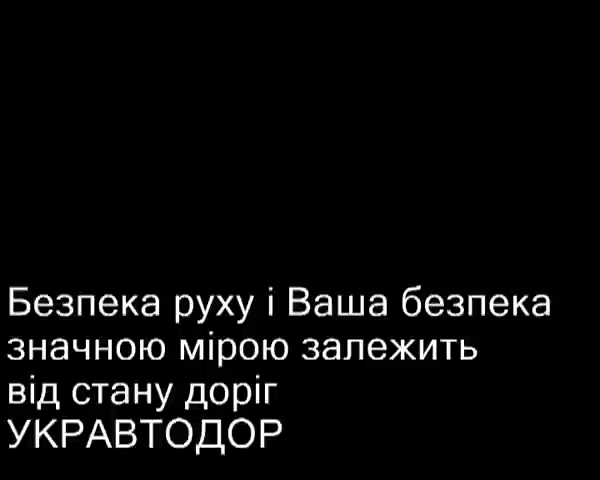 Безпека руху і Ваша безпека
значною мірою залежить
від стану доріг
УКРАВТОДОР